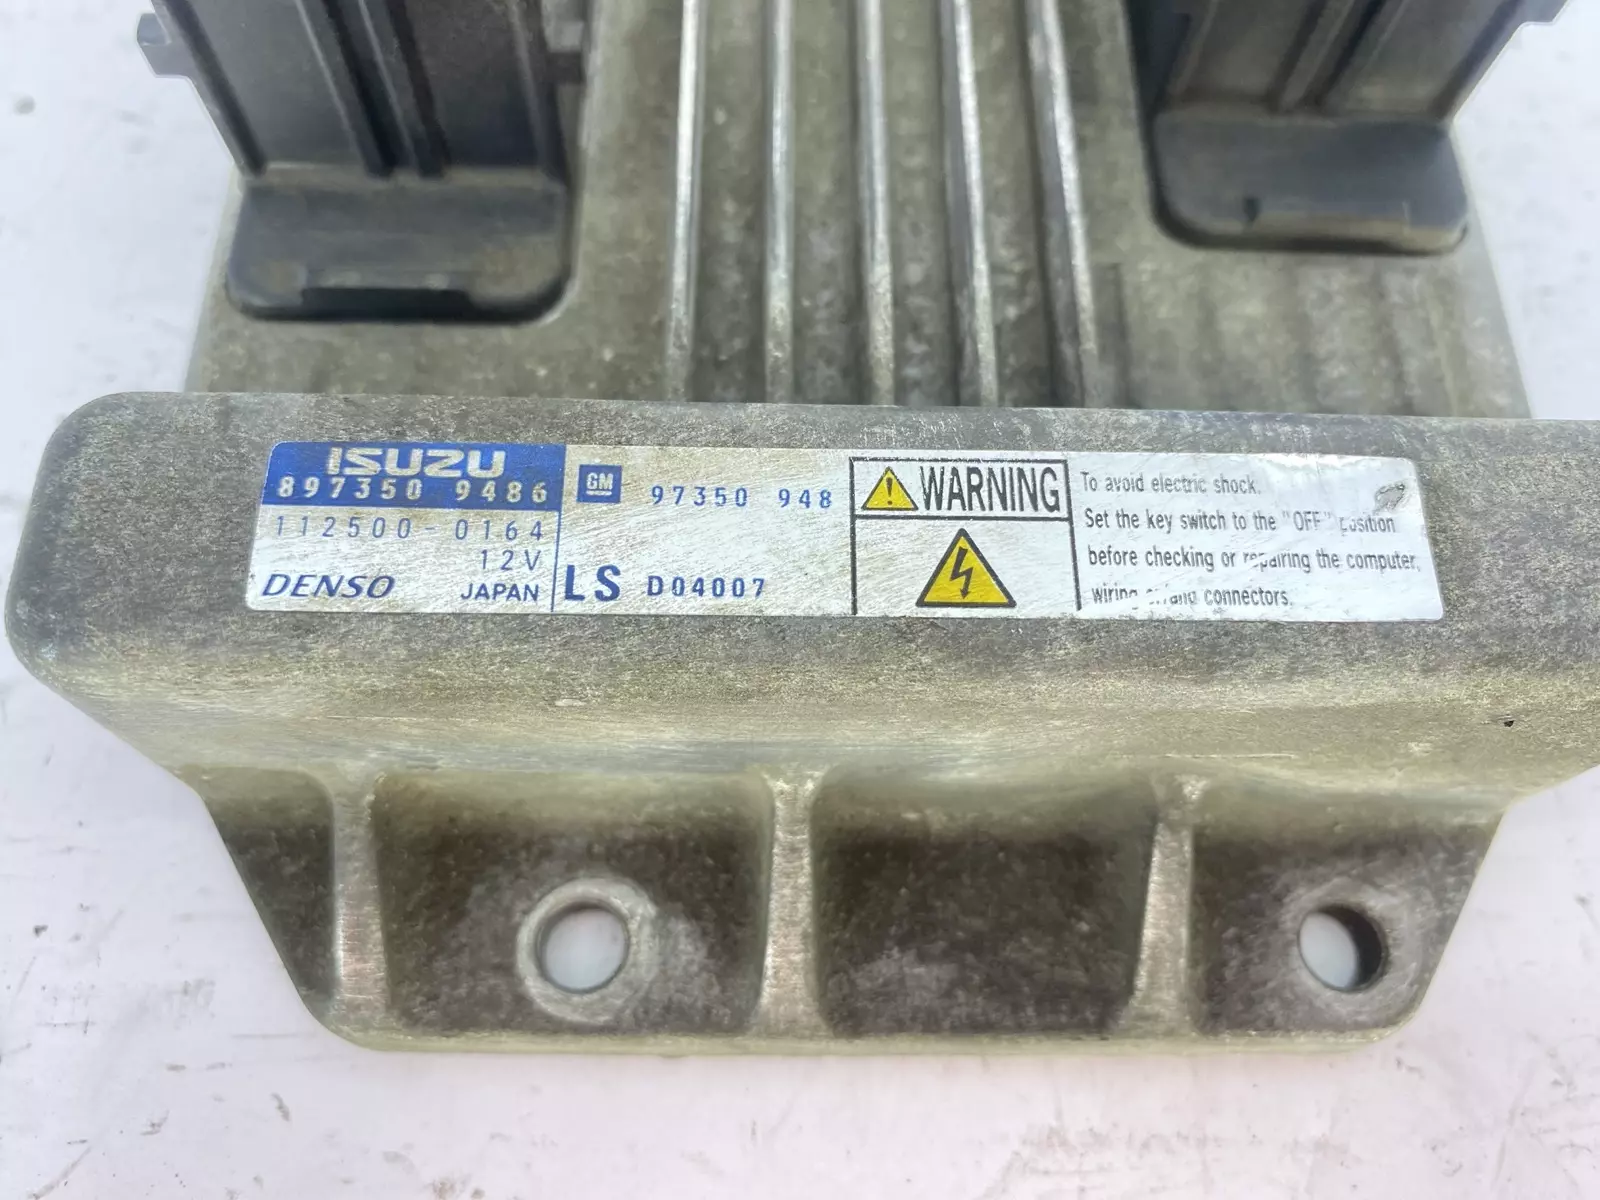 ISUZU
897350 9486
112500-0164
12V
DENSO JAPAN
GM 97350 948
LS D04007
WARNING
To avoid electric shock.
Set the key switch to the "OFF" position
before checking or repairing the computer,
wiring connectors.